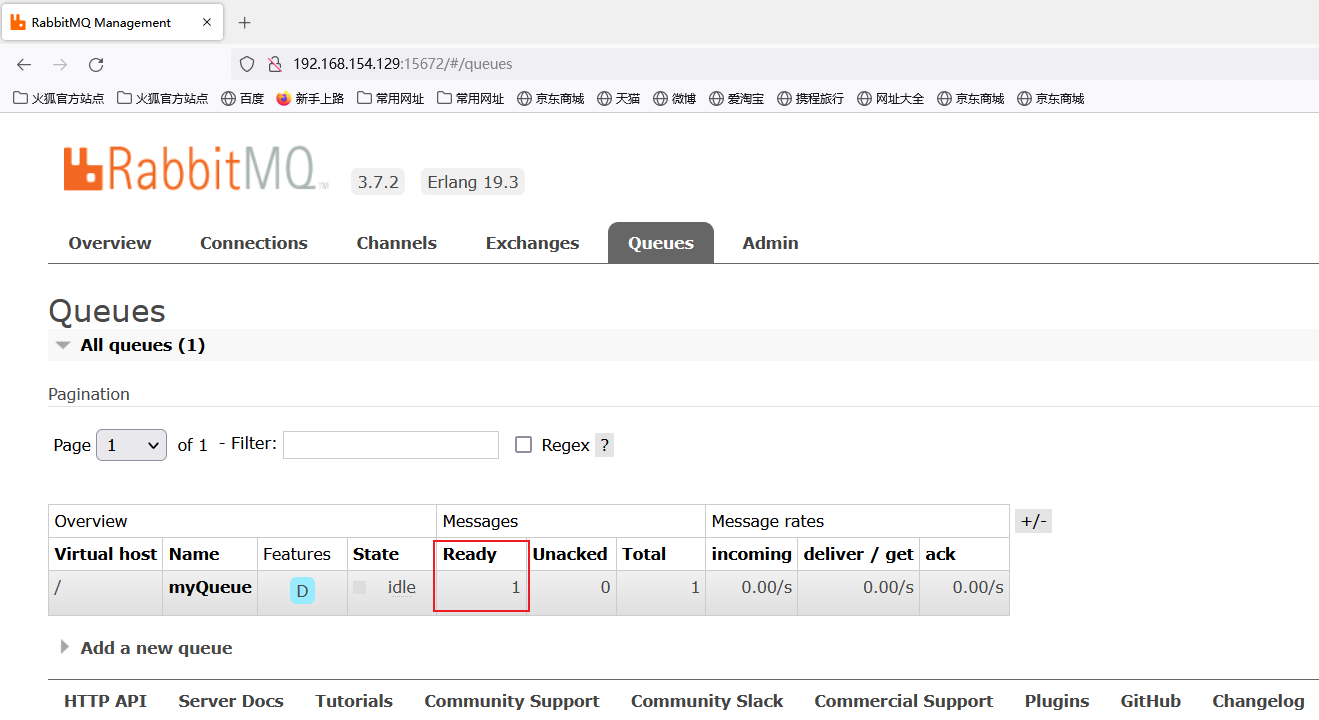 RabbitMQ Management
192.168.154.129:15672/#/queues
火狐官方站点 火狐官方站点 百度 新手上路 常用网址 常用网址 京东商城 天猫 微博 爱淘宝 携程旅行 网址大全 京东商城 京东商城
RabbitMQ TM 3.7.2 Erlang 19.3
Overview Connections Channels Exchanges Queues Admin
Queues
All queues (1)
Pagination
Page 1 of 1 - Filter: Regex ?
Overview Messages Message rates +/-
Virtual host Name Features State Ready Unacked Total incoming deliver / get ack
/ myQueue D idle 1 0 1 0.00/s 0.00/s 0.00/s
Add a new queue
HTTP API Server Docs Tutorials Community Support Community Slack Commercial Support Plugins GitHub Changelog